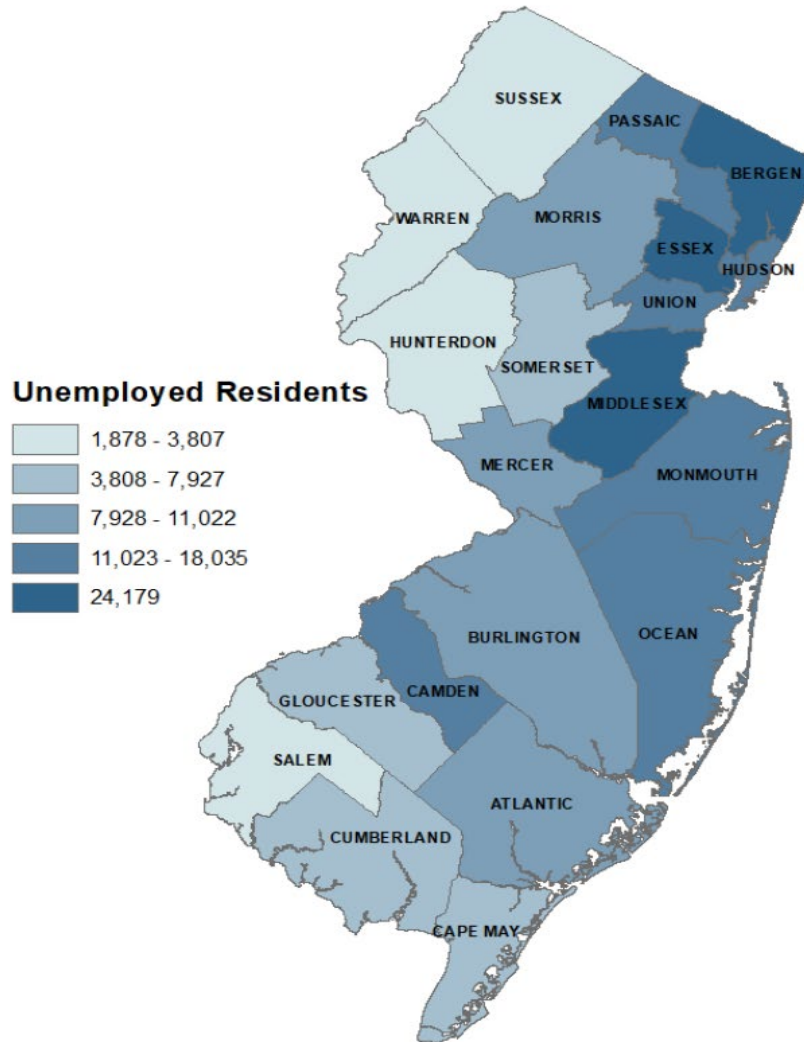 SUSSEX
PASSAIC
BERGEN
WARREN
MORRIS
ESSEX
HUDSON
UNION
HUNTERDON
SOMERSET
Unemployed Residents
1,878 - 3,807
3,808 - 7,927
7,928 - 11,022
11,023 - 18,035
24,179
MIDDLESEX
MERCER
MONMOUTH
BURLINGTON
OCEAN
CAMDEN
GLOUCESTER
SALEM
ATLANTIC
CUMBERLAND
CAPE MAY